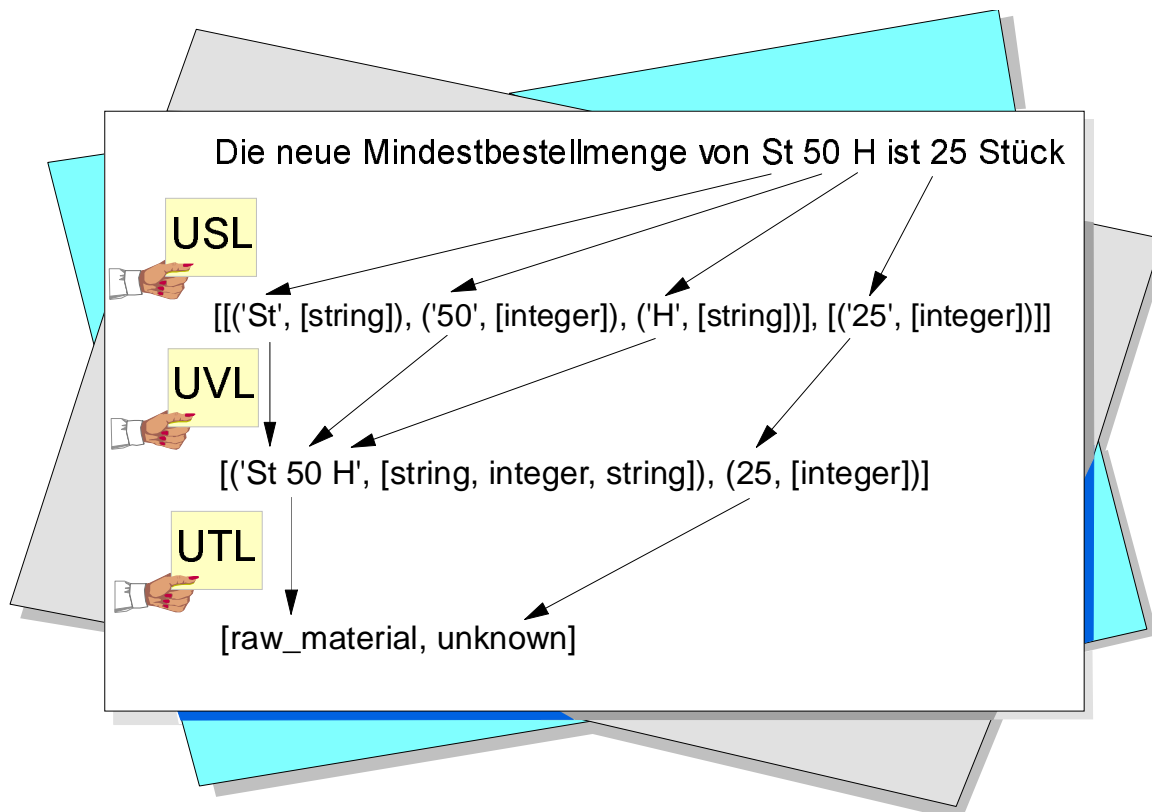 Die neue Mindestbestellmenge von St 50 H ist 25 Stück
USL
[[('St', [string]), ('50', [integer]), ('H', [string])], [('25', [integer])]]
UVL
[('St 50 H', [string, integer, string]), (25, [integer])]
UTL
[raw_material, unknown]